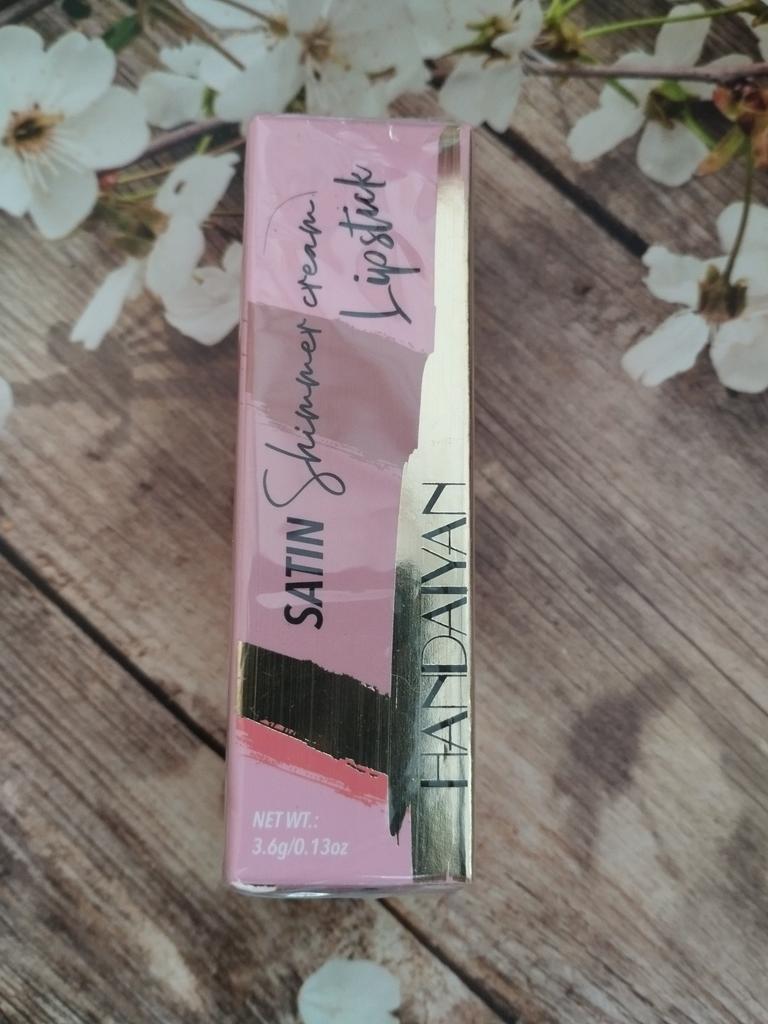 SATIN Shimmer cream
Lipstick
HANDAIYAN
NET WT.:
3.6g/0.13oz